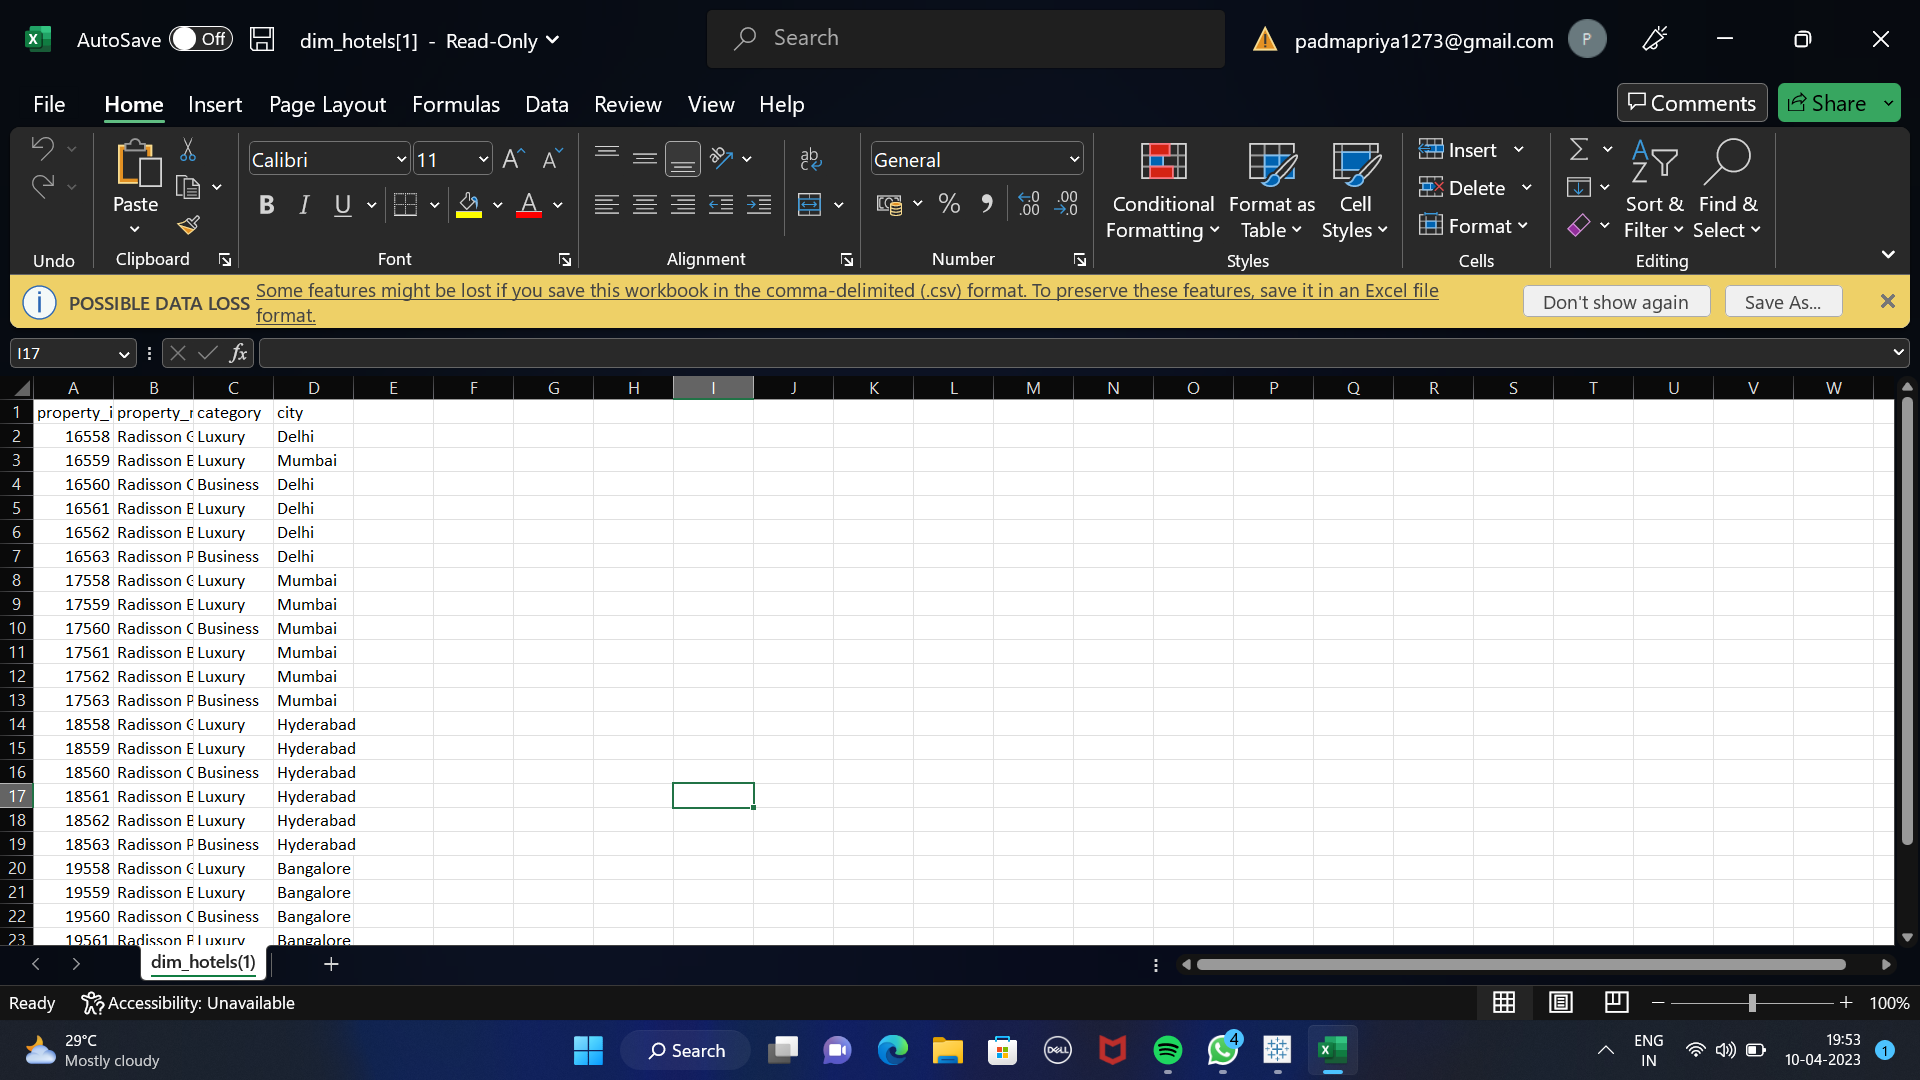 AutoSave Off dim_hotels[1] - Read-Only Search padmapriya1273@gmail.com P
File Home Insert Page Layout Formulas Data Review View Help Comments Share
Paste Calibri 11 General Conditional Formatting Format as Table Cell Styles Insert Delete Format Sort & Filter Find & Select
Undo Clipboard Font Alignment Number Styles Cells Editing
POSSIBLE DATA LOSS Some features might be lost if you save this workbook in the comma-delimited (.csv) format. To preserve these features, save it in an Excel file format. Don't show again Save As...
I17 fx
A B C D E F G H I J K L M N O P Q R S T U V W
1 property_i property_r category city
2 16558 Radisson G Luxury Delhi
3 16559 Radisson E Luxury Mumbai
4 16560 Radisson C Business Delhi
5 16561 Radisson B Luxury Delhi
6 16562 Radisson B Luxury Delhi
7 16563 Radisson P Business Delhi
8 17558 Radisson G Luxury Mumbai
9 17559 Radisson E Luxury Mumbai
10 17560 Radisson C Business Mumbai
11 17561 Radisson B Luxury Mumbai
12 17562 Radisson B Luxury Mumbai
13 17563 Radisson P Business Mumbai
14 18558 Radisson G Luxury Hyderabad
15 18559 Radisson E Luxury Hyderabad
16 18560 Radisson C Business Hyderabad
17 18561 Radisson B Luxury Hyderabad
18 18562 Radisson B Luxury Hyderabad
19 18563 Radisson P Business Hyderabad
20 19558 Radisson G Luxury Bangalore
21 19559 Radisson E Luxury Bangalore
22 19560 Radisson C Business Bangalore
23 19561 Radisson B Luxury Bangalore
dim_hotels(1)
Ready Accessibility: Unavailable 100%
29°C
Mostly cloudy
Search DELL 4
ENG
IN
19:53
10-04-2023 1